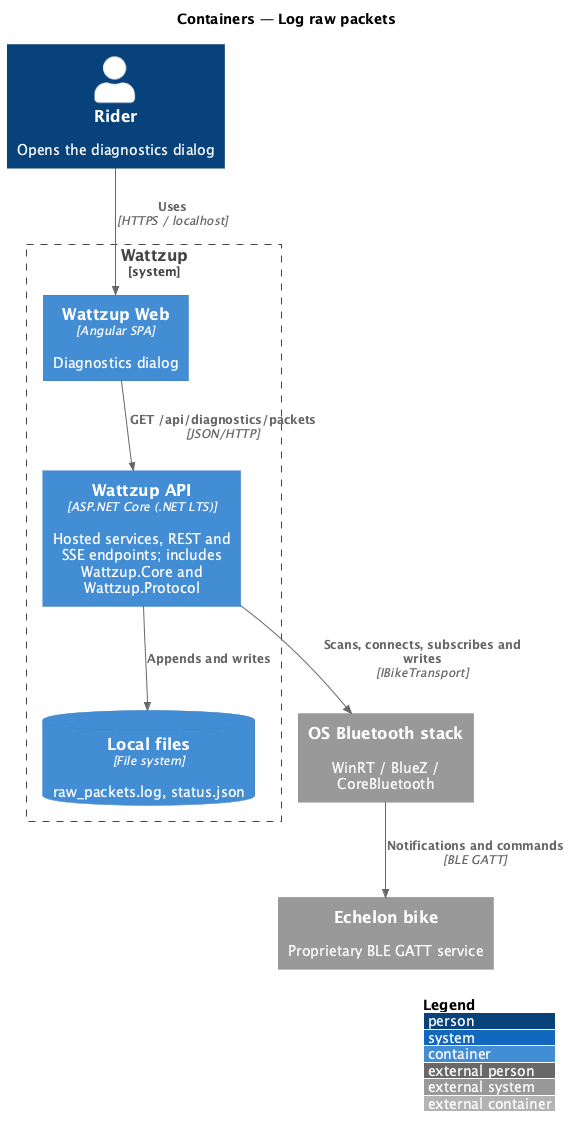 Containers — Log raw packets
Rider
Opens the diagnostics dialog
Uses
[HTTPS / localhost]
Wattzup
[system]
Wattzup Web
[Angular SPA]
Diagnostics dialog
GET /api/diagnostics/packets
[JSON/HTTP]
Wattzup API
[ASP.NET Core (.NET LTS)]
Hosted services, REST and
SSE endpoints; includes
Wattzup.Core and
Wattzup.Protocol
Appends and writes
Scans, connects, subscribes and
writes
[IBikeTransport]
Local files
[File system]
raw_packets.log, status.json
OS Bluetooth stack
WinRT / BlueZ /
CoreBluetooth
Notifications and commands
[BLE GATT]
Echelon bike
Proprietary BLE GATT service
Legend
person
system
container
external person
external system
external container